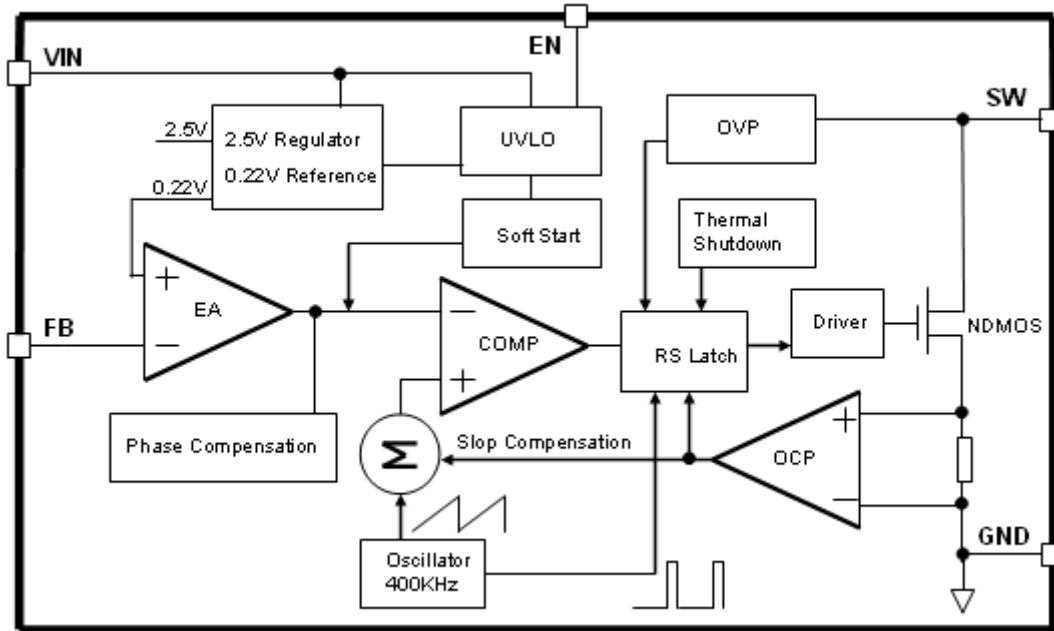 EN
VIN
SW
OVP
2.5V
2.5V Regulator
UVLO
0.22V
0.22V Reference
Soft Start
Thermal
Shutdown
+
EA
−
FB
−
COMP
+
RS Latch
Driver
NDMOS
Phase Compensation
Σ
Slop Compensation
+
OCP
−
GND
Oscillator
400KHz